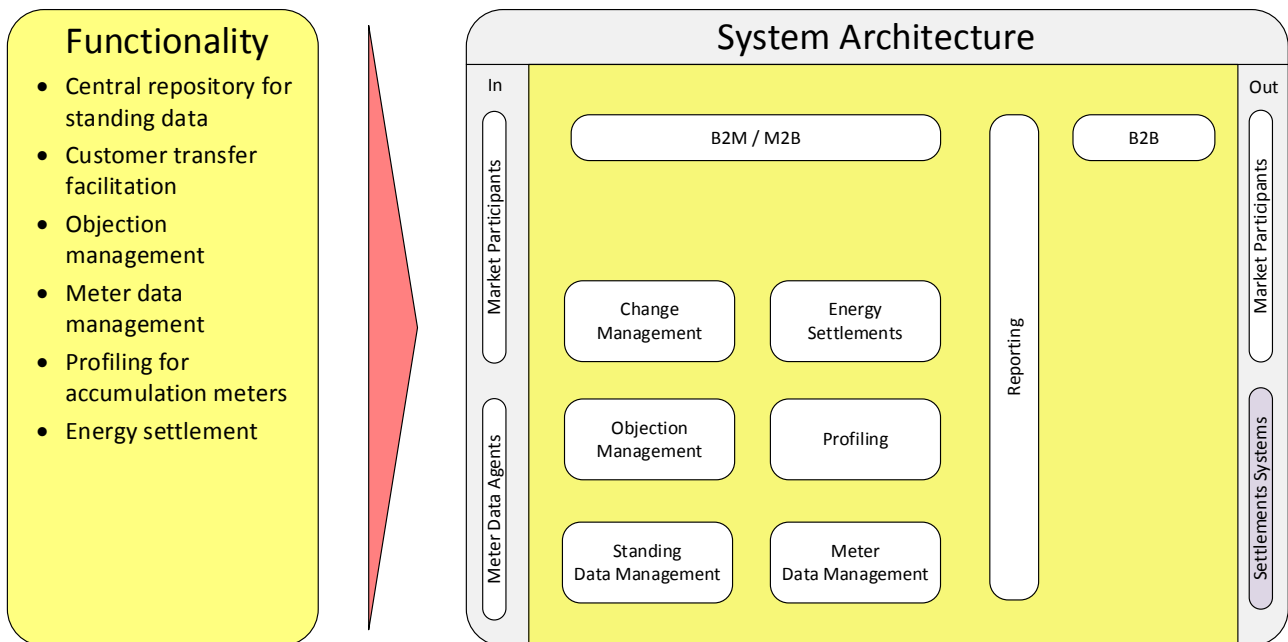 Functionality
• Central repository for
standing data
• Customer transfer
facilitation
• Objection
management
• Meter data
management
• Profiling for
accumulation meters
• Energy settlement
System Architecture
In
Market Participants
Meter Data Agents
B2M / M2B
Change
Management
Energy
Settlements
Objection
Management
Profiling
Standing
Data Management
Meter
Data Management
Reporting
B2B
Out
Market Participants
Settlements Systems